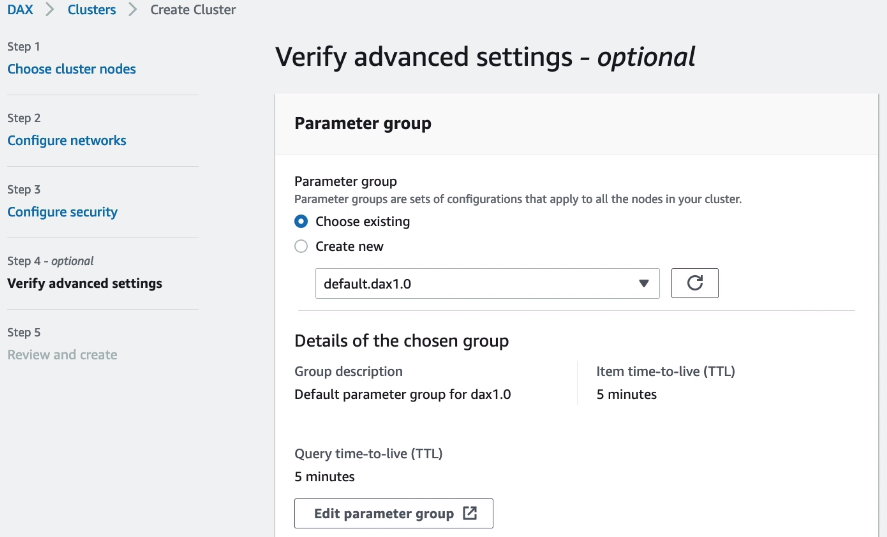 DAX > Clusters > Create Cluster
Step 1
Choose cluster nodes
Step 2
Configure networks
Step 3
Configure security
Step 4 - optional
Verify advanced settings
Step 5
Review and create
Verify advanced settings - optional
Parameter group
Parameter group
Parameter groups are sets of configurations that apply to all the nodes in your cluster.
Choose existing
Create new
default.dax1.0
Details of the chosen group
Group description
Default parameter group for dax1.0
Item time-to-live (TTL)
5 minutes
Query time-to-live (TTL)
5 minutes
Edit parameter group